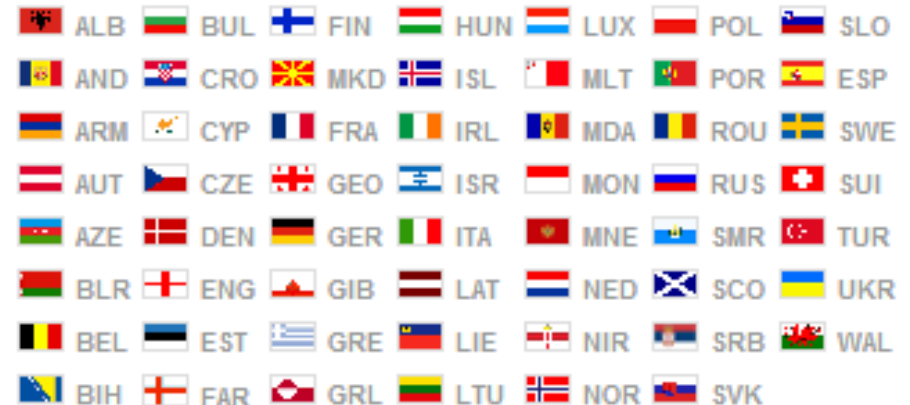 ALB BUL FIN HUN LUX POL SLO
AND CRO MKD ISL MLT POR ESP
ARM CYP FRA IRL MDA ROU SWE
AUT CZE GEO ISR MON RUS SUI
AZE DEN GER ITA MNE SMR TUR
BLR ENG GIB LAT NED SCO UKR
BEL EST GRE LIE NIR SRB WAL
BIH FAR GRL LTU NOR SVK